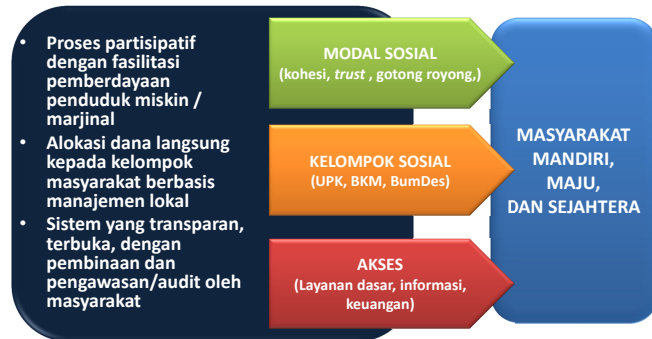 • Proses partisipatif
dengan fasilitasi
pemberdayaan
penduduk miskin /
marjinal
• Alokasi dana langsung
kepada kelompok
masyarakat berbasis
manajemen lokal
• Sistem yang transparan,
terbuka, dengan
pembinaan dan
pengawasan/audit oleh
masyarakat
MODAL SOSIAL
(kohesi, trust , gotong royong,)
KELOMPOK SOSIAL
(UPK, BKM, BumDes)
AKSES
(Layanan dasar, informasi,
keuangan)
MASYARAKAT
MANDIRI,
MAJU,
DAN SEJAHTERA